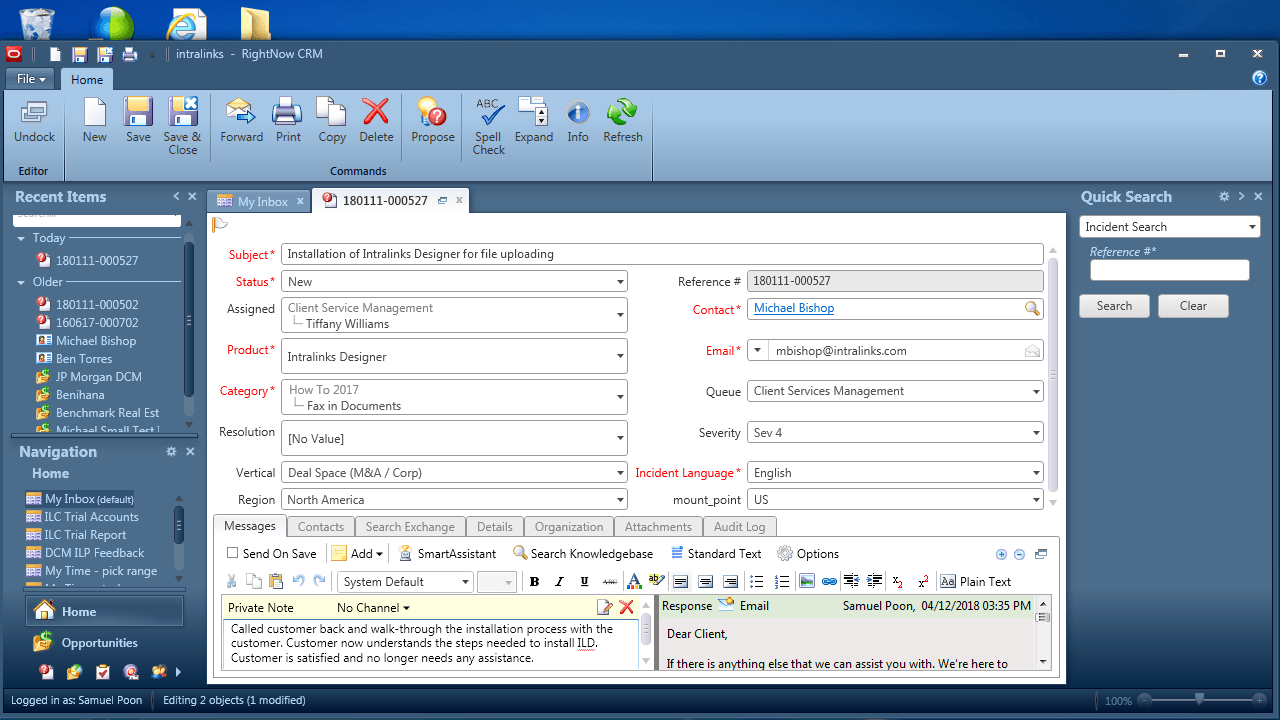 intralinks - RightNow CRM
File
Home
Undock
New
Save
Save & Close
Forward
Print
Copy
Delete
Propose
ABC
Spell Check
Expand
Info
Refresh
Editor
Commands
Recent Items
Today
180111-000527
Older
180111-000502
160617-000702
Michael Bishop
Ben Torres
JP Morgan DCM
Benihana
Benchmark Real Est
Michael Small Test
Navigation
Home
My Inbox (default)
ILC Trial Accounts
ILC Trial Report
DCM ILP Feedback
My Time - pick range
Home
Opportunities
My Inbox
180111-000527
Subject* Installation of Intralinks Designer for file uploading
Status* New
Reference # 180111-000527
Assigned Client Service Management
Tiffany Williams
Contact* Michael Bishop
Product* Intralinks Designer
Email* mbishop@intralinks.com
Category* How To 2017
Fax in Documents
Queue Client Services Management
Resolution [No Value]
Severity Sev 4
Vertical Deal Space (M&A / Corp)
Incident Language* English
Region North America
mount_point US
Messages
Contacts
Search Exchange
Details
Organization
Attachments
Audit Log
Send On Save
Add
SmartAssistant
Search Knowledgebase
Standard Text
Options
System Default
B I U ABC
Plain Text
Private Note No Channel
Called customer back and walk-through the installation process with the
customer. Customer now understands the steps needed to install ILD.
Customer is satisfied and no longer needs any assistance.
Response Email Samuel Poon, 04/12/2018 03:35 PM
Dear Client,
If there is anything else that we can assist you with. We're here to
Quick Search
Incident Search
Reference #*
Search
Clear
Logged in as: Samuel Poon
Editing 2 objects (1 modified)
100%